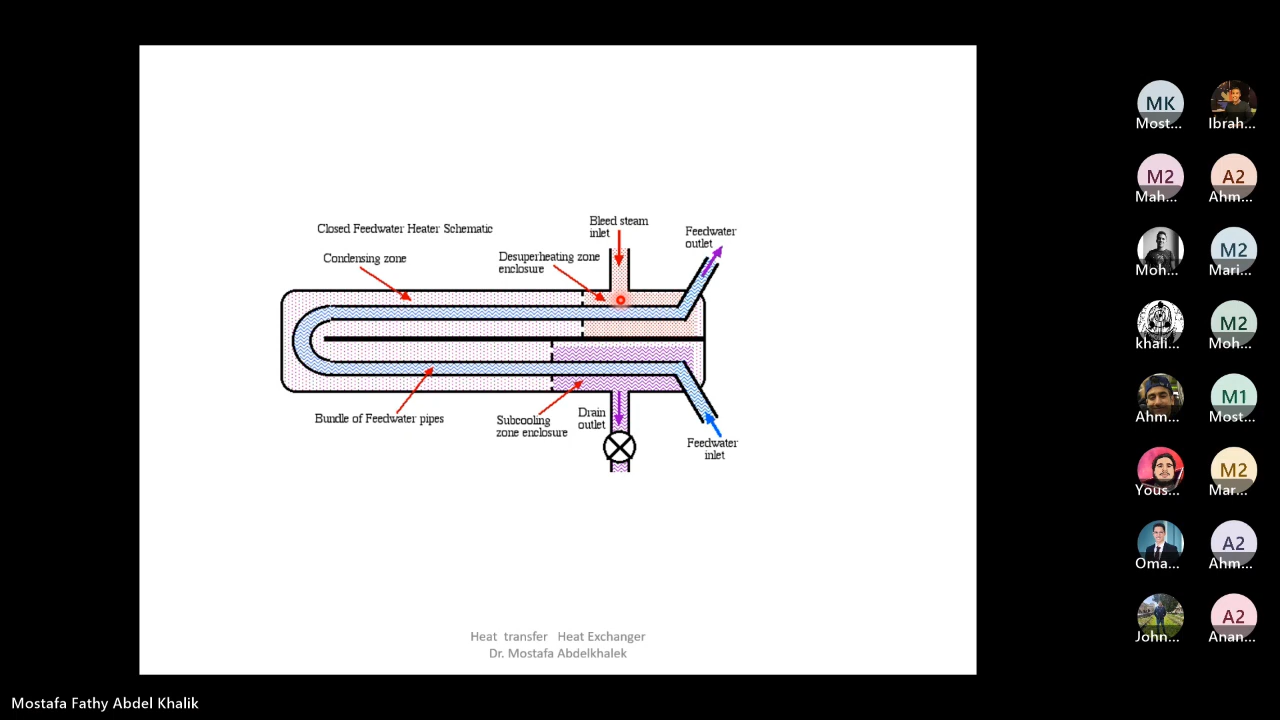 Closed Feedwater Heater Schematic
Condensing zone
Desuperheating zone
enclosure
Bleed steam
inlet
Feedwater
outlet
Bundle of Feedwater pipes
Subcooling
zone enclosure
Drain
outlet
Feedwater
inlet
Heat transfer Heat Exchanger
Dr. Mostafa Abdelkhalek
MK
Most...
Ibrah...
M2
Mah...
A2
Ahm...
Moh...
M2
Mari...
khali...
M2
Moh...
Ahm...
M1
Most...
Yous...
M2
Mar...
Oma...
A2
Ahm...
John...
A2
Anan...
Mostafa Fathy Abdel Khalik